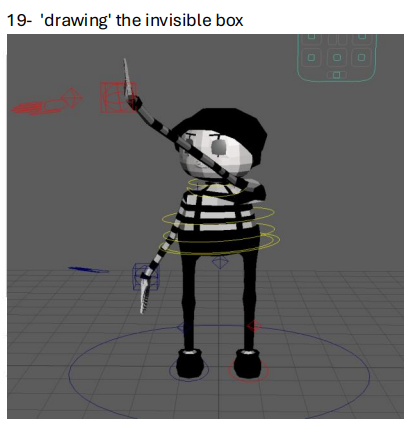 19- 'drawing' the invisible box